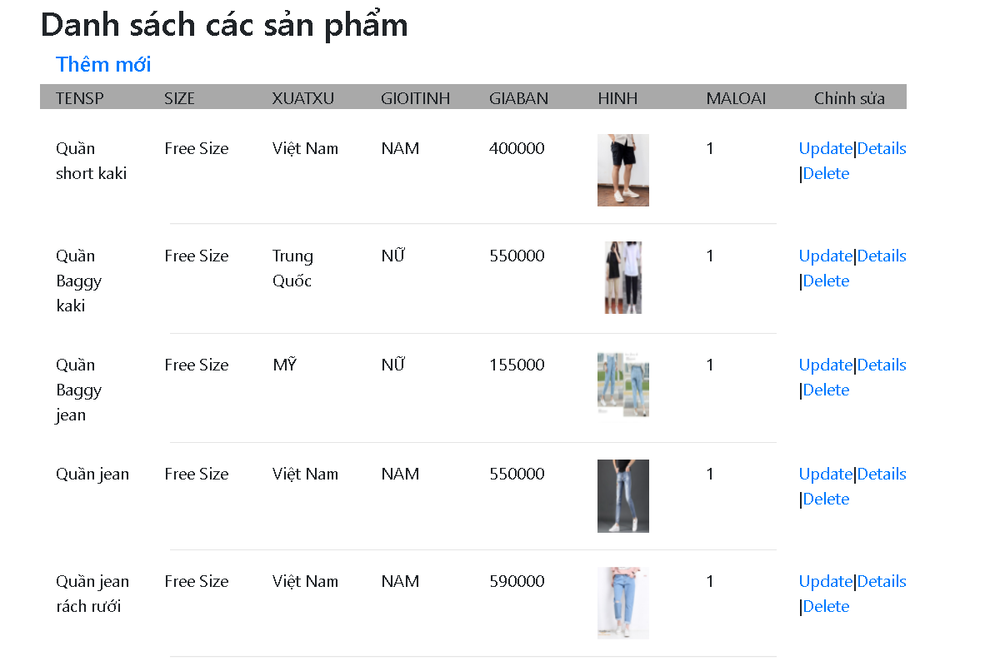 Danh sách các sản phẩm
Thêm mới
TENSP SIZE XUATXU GIOITINH GIABAN HINH MALOAI Chỉnh sửa
Quần Free Size Việt Nam NAM 400000 1 Update|Details
short kaki |Delete
Quần Free Size Trung NỮ 550000 1 Update|Details
Baggy Quốc |Delete
kaki
Quần Free Size MỸ NỮ 155000 1 Update|Details
Baggy |Delete
jean
Quần jean Free Size Việt Nam NAM 550000 1 Update|Details
|Delete
Quần jean Free Size Việt Nam NAM 590000 1 Update|Details
rách rưới |Delete